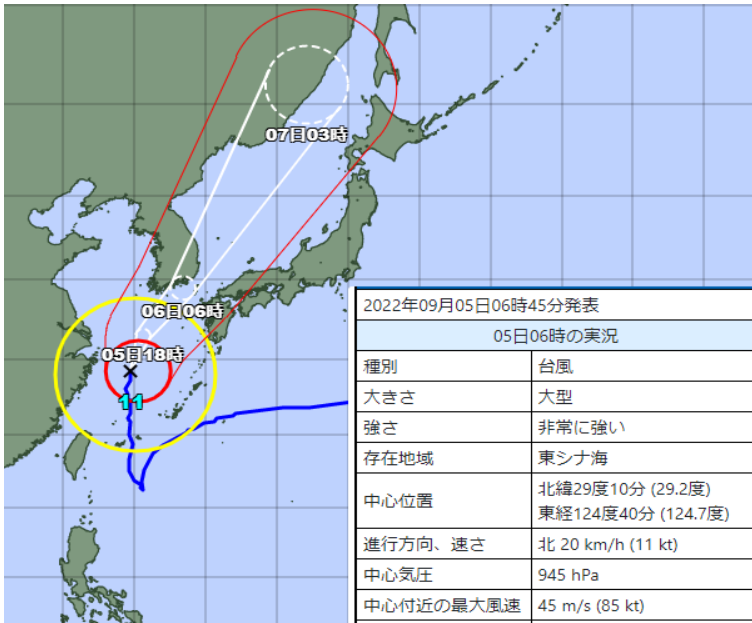 07日03時
06日06時
05日18時
11
2022年09月05日06時45分発表
05日06時の実況
種別 台風
大きさ 大型
強さ 非常に強い
存在地域 東シナ海
中心位置 北緯29度10分 (29.2度)
東経124度40分 (124.7度)
進行方向、速さ 北 20 km/h (11 kt)
中心気圧 945 hPa
中心付近の最大風速 45 m/s (85 kt)